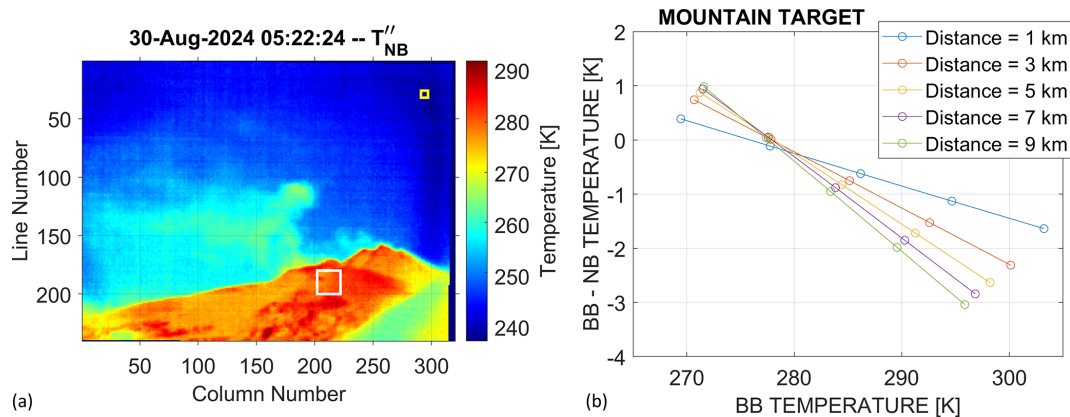 30-Aug-2024 05:22:24 -- T''NB
50
100
150
200
Line Number
50 100 150 200 250 300
Column Number
290
280
270
260
250
240
Temperature [K]
(a)
MOUNTAIN TARGET
2
1
0
-1
-2
-3
-4
BB - NB TEMPERATURE [K]
270 280 290 300
BB TEMPERATURE [K]
Distance = 1 km
Distance = 3 km
Distance = 5 km
Distance = 7 km
Distance = 9 km
(b)